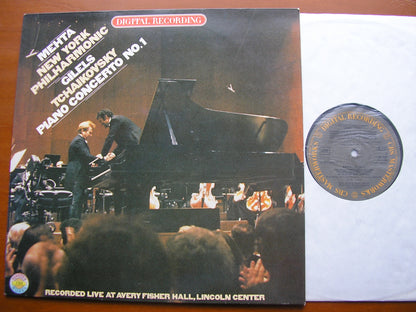 DIGITAL RECORDING
MEHTA
NEW YORK
PHILHARMONIC
GILELS
TCHAIKOVSKY
PIANO CONCERTO NO.1
RECORDED LIVE AT AVERY FISHER HALL, LINCOLN CENTER
DIGITAL RECORDING
CBS MASTERWORKS